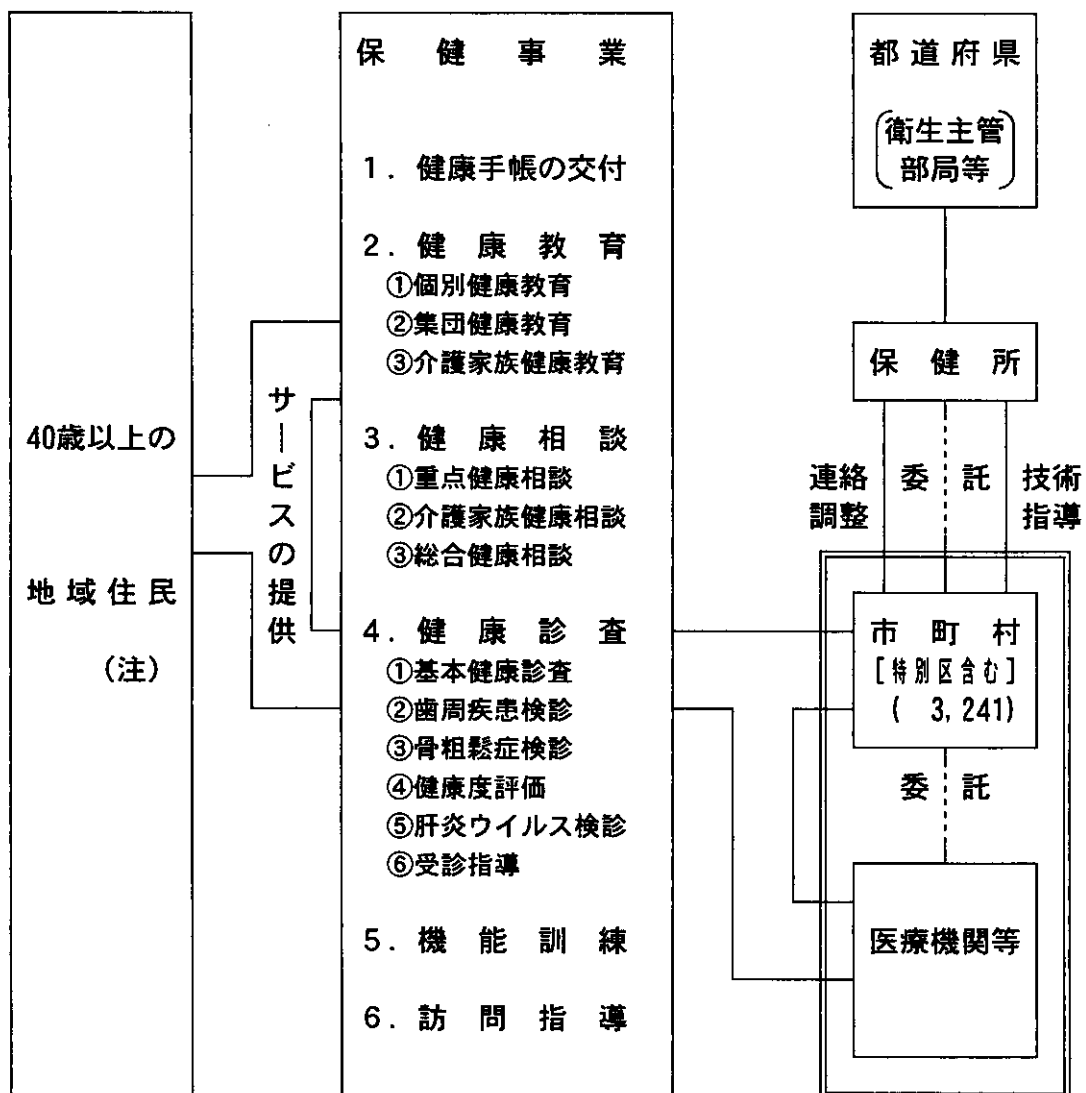 40歳以上の
地域住民
(注)
サービスの提供
保健事業
1. 健康手帳の交付
2. 健康教育
①個別健康教育
②集団健康教育
③介護家族健康教育
3. 健康相談
①重点健康相談
②介護家族健康相談
③総合健康相談
4. 健康診査
①基本健康診査
②歯周疾患検診
③骨粗鬆症検診
④健康度評価
⑤肝炎ウイルス検診
⑥受診指導
5. 機能訓練
6. 訪問指導
都道府県
衛生主管
部局等
保健所
連絡
調整
委託
技術
指導
市町村
[特別区含む]
( 3,241)
委託
医療機関等